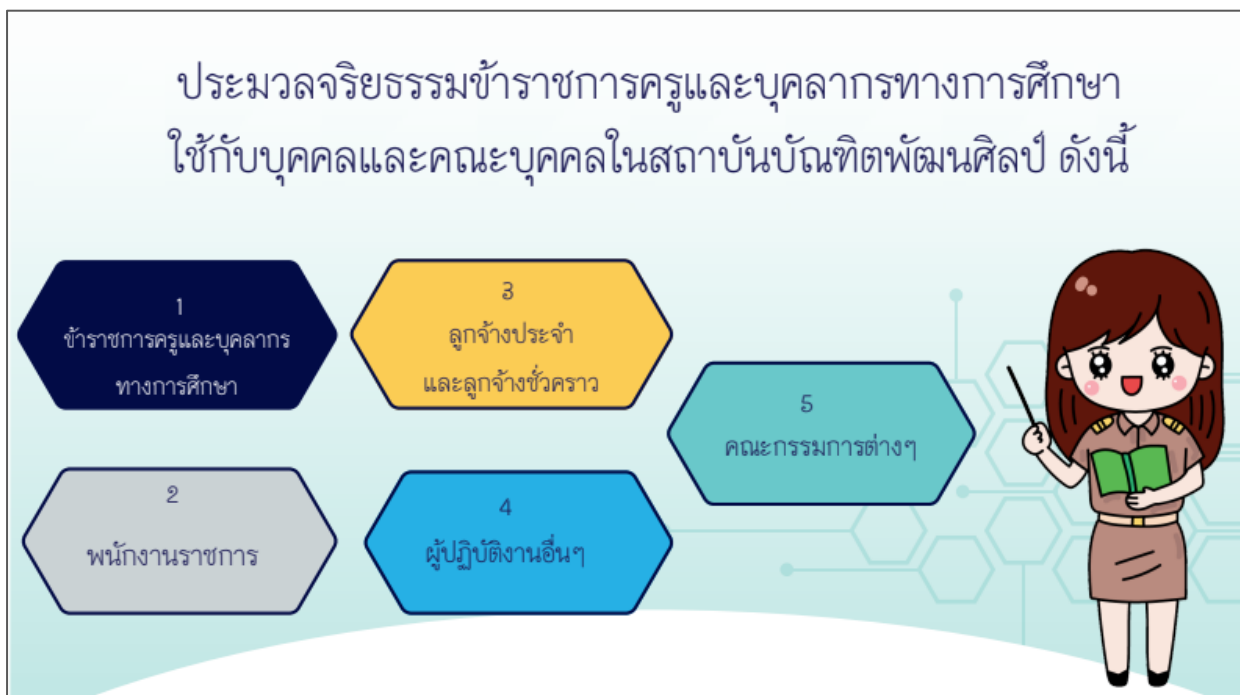 ประมวลจริยธรรมข้าราชการครูและบุคลากรทางการศึกษา
ใช้กับบุคคลและคณะบุคคลในสถาบันบัณฑิตพัฒนศิลป์ ดังนี้
1
ข้าราชการครูและบุคลากร
ทางการศึกษา
2
พนักงานราชการ
3
ลูกจ้างประจำ
และลูกจ้างชั่วคราว
4
ผู้ปฏิบัติงานอื่นๆ
5
คณะกรรมการต่างๆ